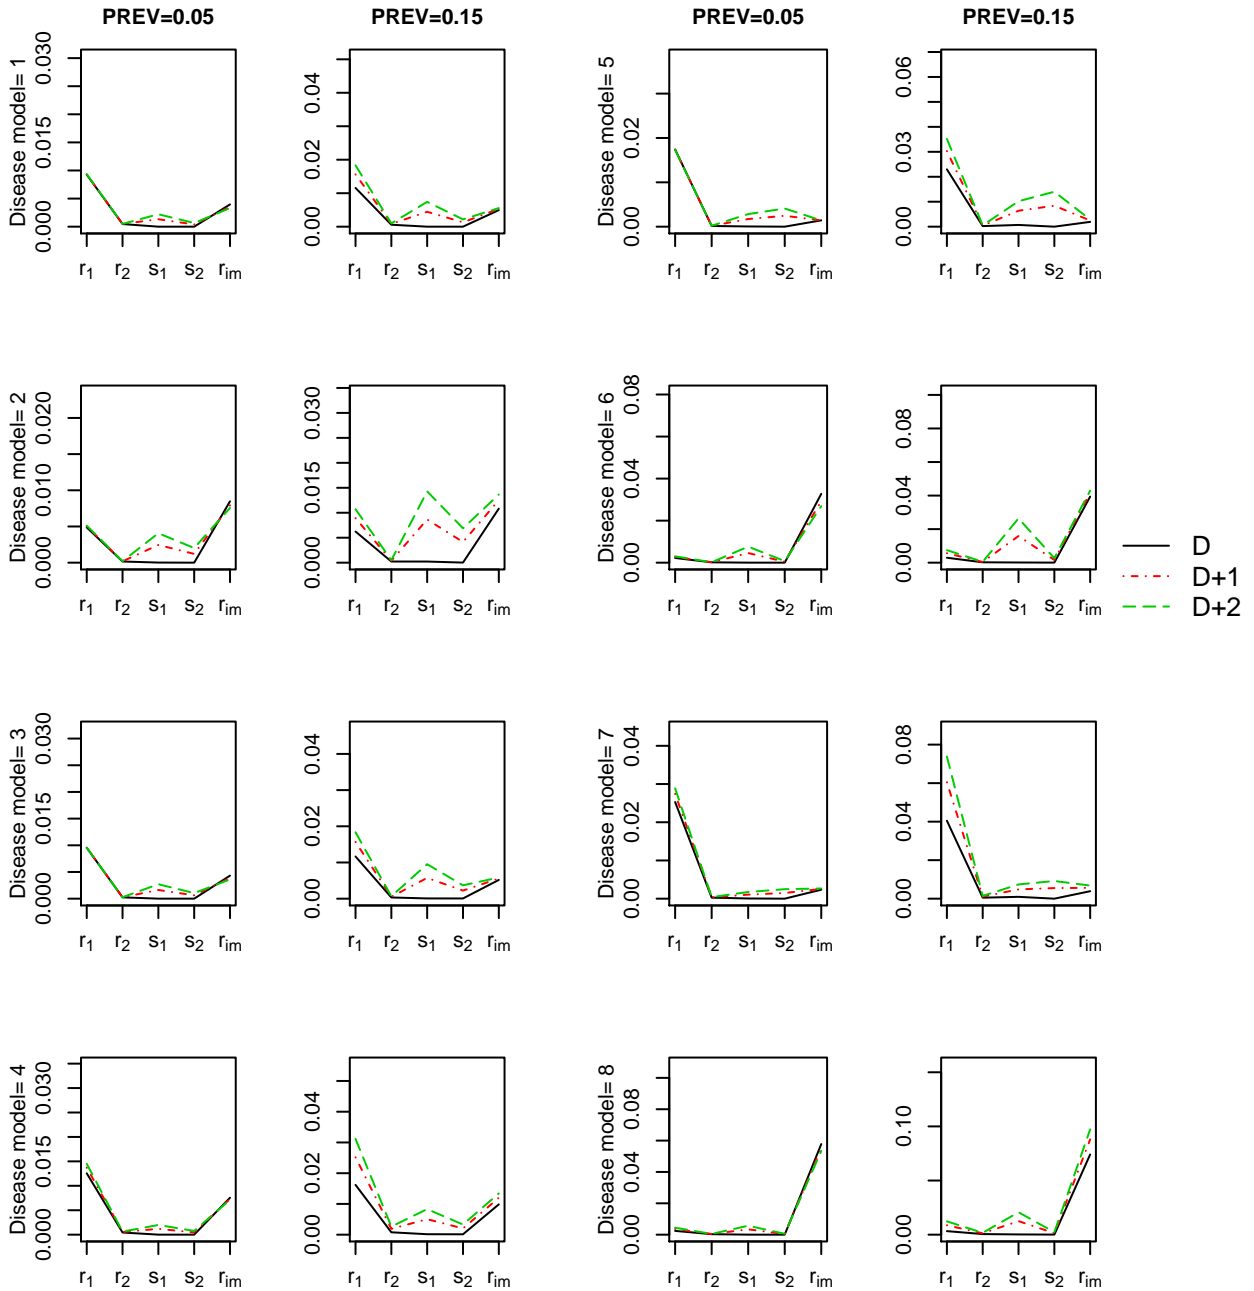 PREV=0.05 PREV=0.15 PREV=0.05 PREV=0.15
Disease model= 1
0.000 0.015 0.030
r1 r2 s1 s2 rim
0.00 0.02 0.04
r1 r2 s1 s2 rim
Disease model= 5
0.00 0.02
r1 r2 s1 s2 rim
0.00 0.03 0.06
r1 r2 s1 s2 rim
Disease model= 2
0.000 0.010 0.020
r1 r2 s1 s2 rim
0.000 0.015 0.030
r1 r2 s1 s2 rim
Disease model= 6
0.00 0.04 0.08
r1 r2 s1 s2 rim
0.00 0.04 0.08
r1 r2 s1 s2 rim
D
D+1
D+2
Disease model= 3
0.000 0.015 0.030
r1 r2 s1 s2 rim
0.00 0.02 0.04
r1 r2 s1 s2 rim
Disease model= 7
0.00 0.02 0.04
r1 r2 s1 s2 rim
0.00 0.04 0.08
r1 r2 s1 s2 rim
Disease model= 4
0.000 0.015 0.030
r1 r2 s1 s2 rim
0.00 0.02 0.04
r1 r2 s1 s2 rim
Disease model= 8
0.00 0.04 0.08
r1 r2 s1 s2 rim
0.00 0.10
r1 r2 s1 s2 rim